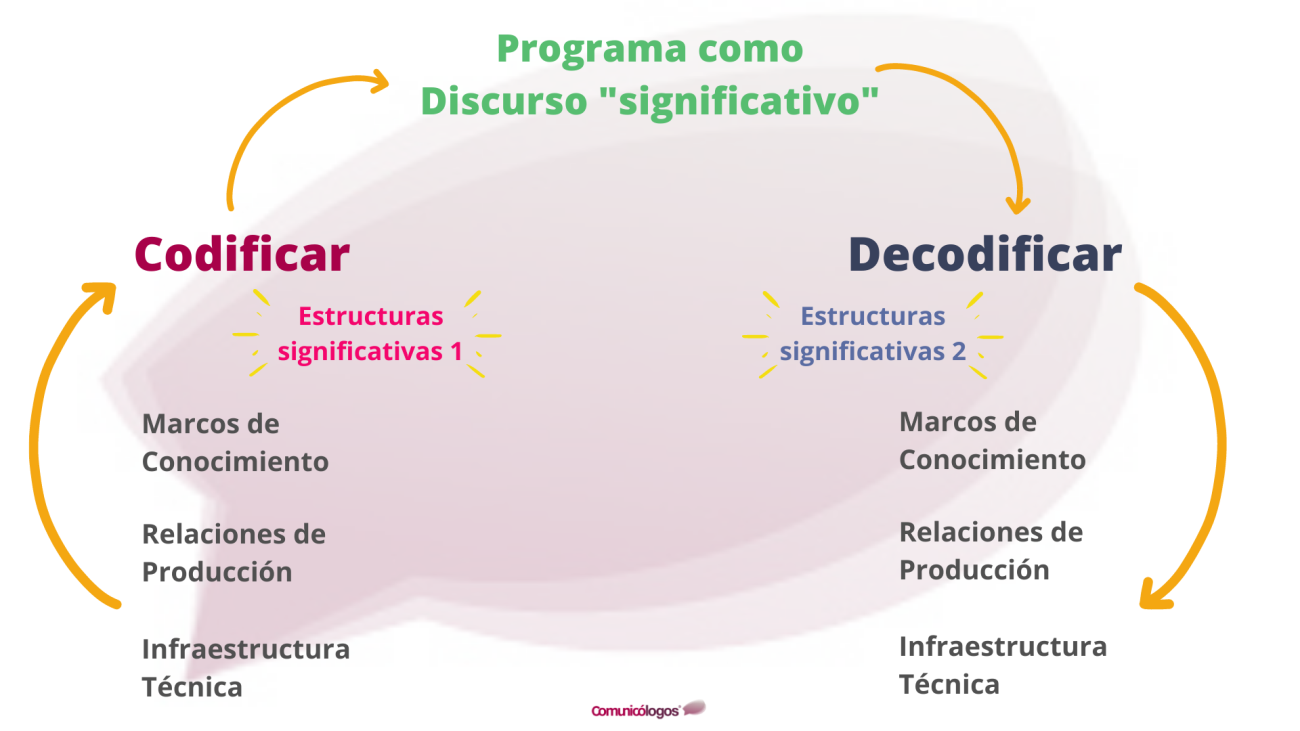 Programa como
Discurso "significativo"
Codificar
Estructuras
significativas 1
Marcos de
Conocimiento
Relaciones de
Producción
Infraestructura
Técnica
Decodificar
Estructuras
significativas 2
Marcos de
Conocimiento
Relaciones de
Producción
Infraestructura
Técnica
Comunicólogos